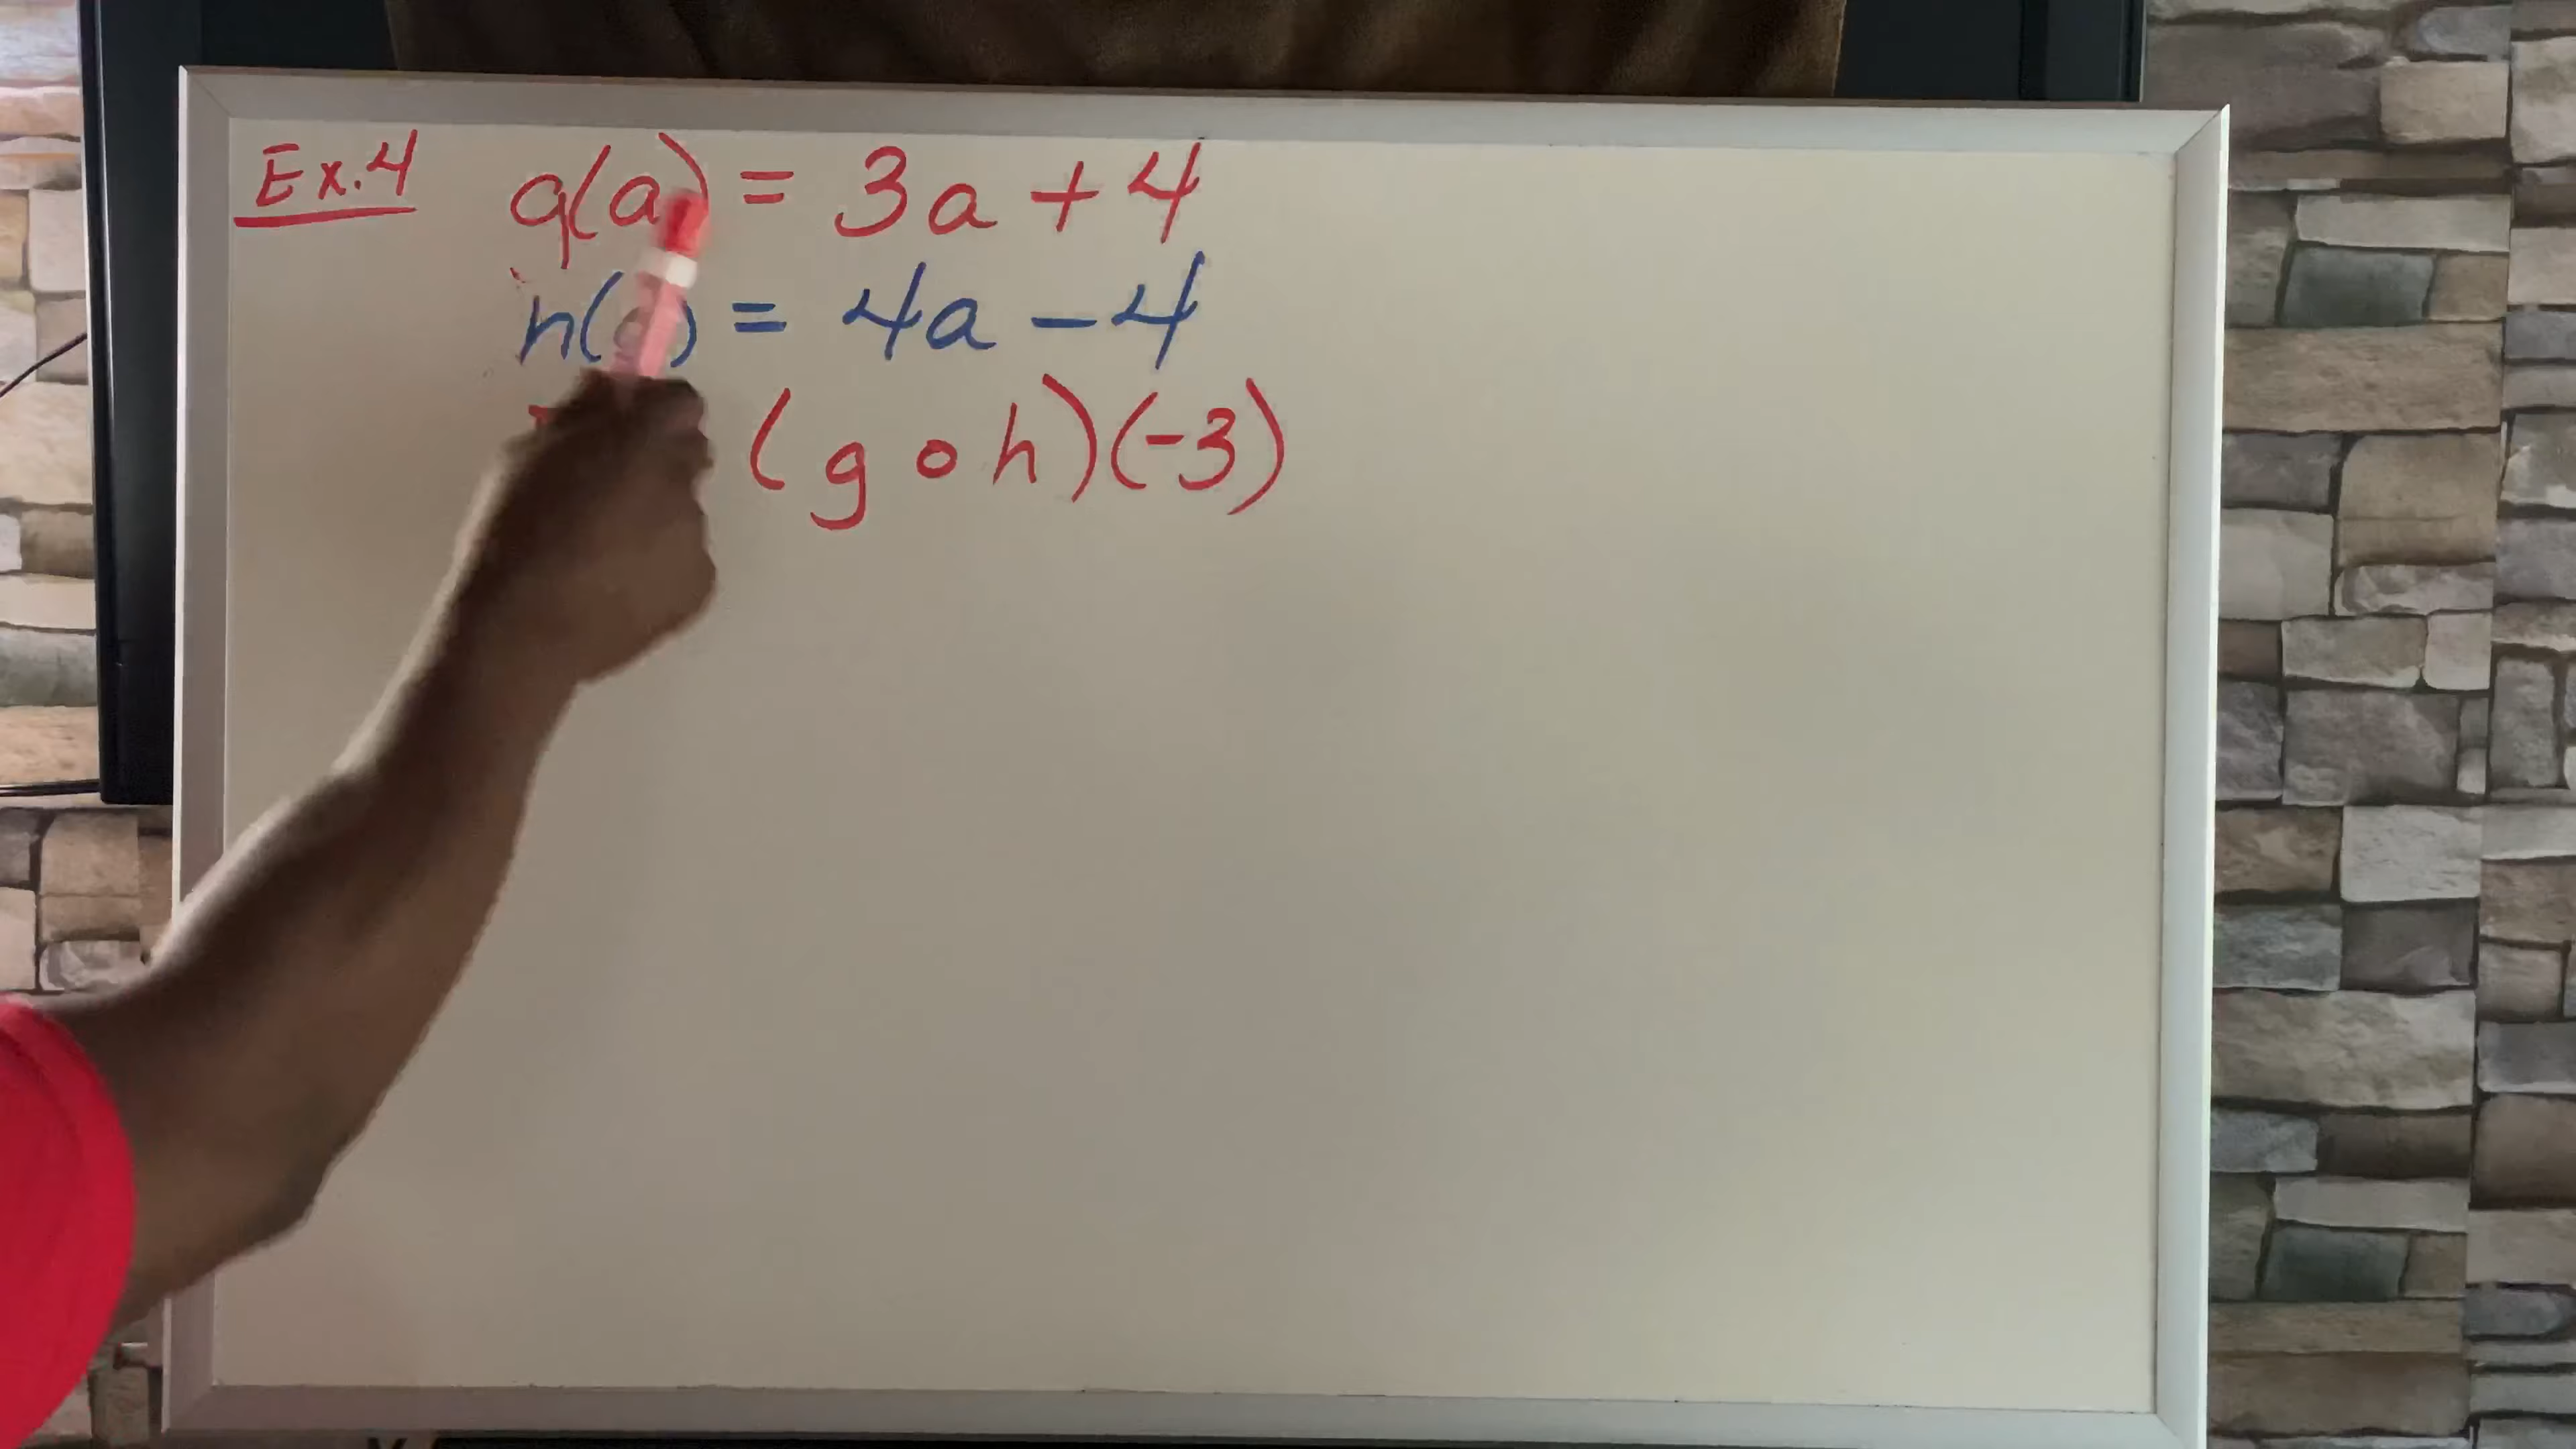 Ex.4 g(a) = 3a + 4
h( ) = 4a - 4
(g ∘ h)(-3)